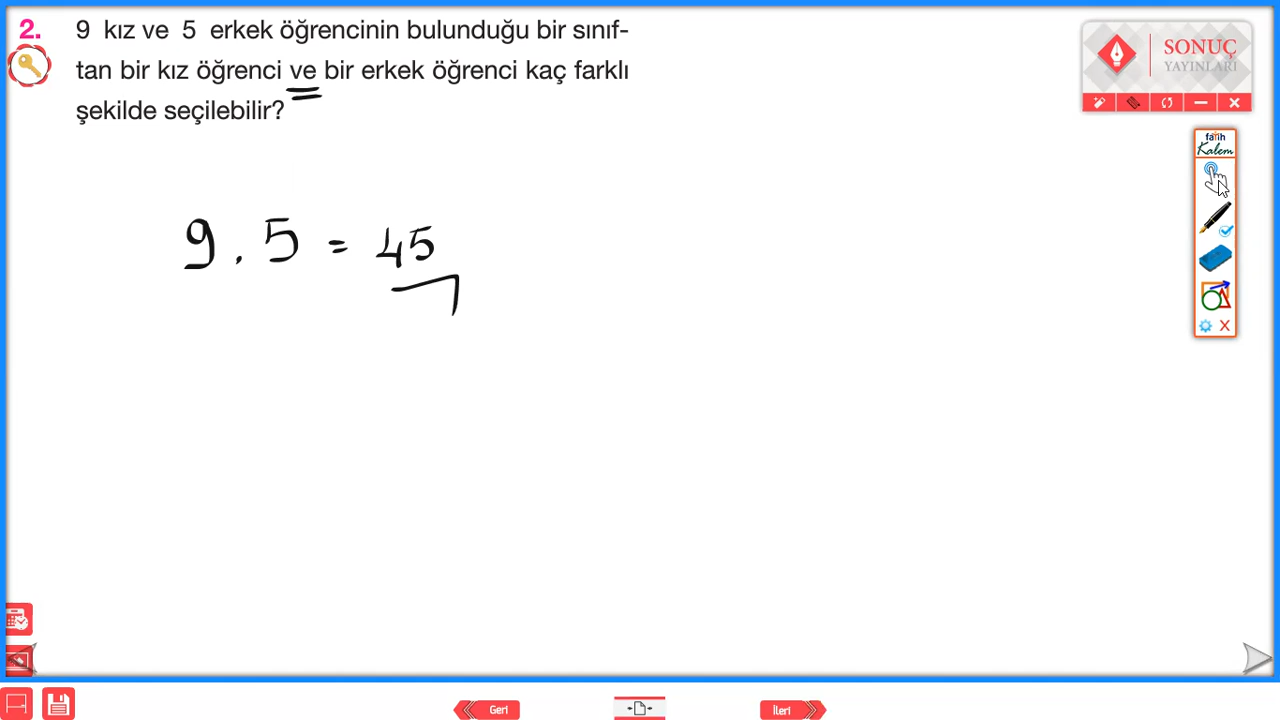 2. 9 kız ve 5 erkek öğrencinin bulunduğu bir sınıf-
tan bir kız öğrenci ve bir erkek öğrenci kaç farklı
şekilde seçilebilir?
9 . 5 = 45
SONUÇ
YAYINLARI
fatih
Kalem
Geri
İleri